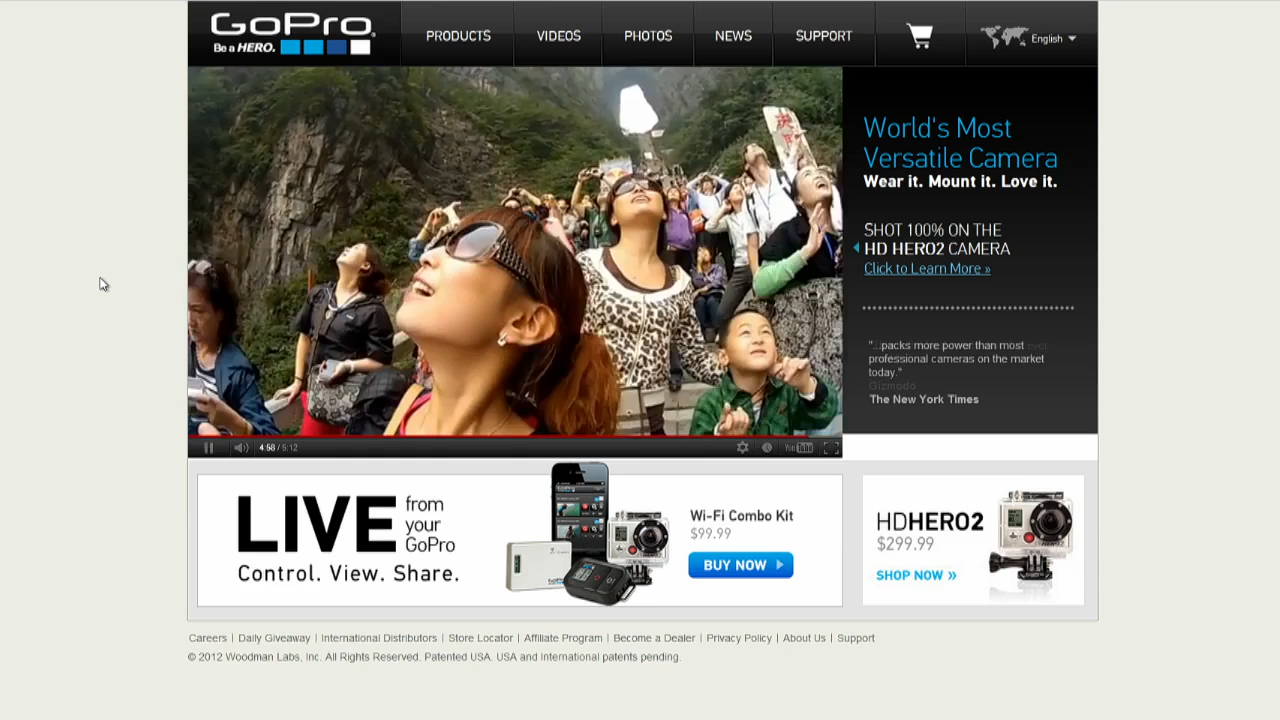 GoPro
Be a HERO.
PRODUCTS
VIDEOS
PHOTOS
NEWS
SUPPORT
English
World's Most
Versatile Camera
Wear it. Mount it. Love it.
SHOT 100% ON THE
HD HERO2 CAMERA
Click to Learn More »
"...packs more power than most
professional cameras on the market
today."
Gizmodo
The New York Times
4:58 / 5:12
YouTube
LIVE from
your
GoPro
Control. View. Share.
Wi-Fi Combo Kit
$99.99
BUY NOW
HDHERO2
$299.99
SHOP NOW »
Careers | Daily Giveaway | International Distributors | Store Locator | Affiliate Program | Become a Dealer | Privacy Policy | About Us | Support
© 2012 Woodman Labs, Inc. All Rights Reserved. Patented USA. USA and International patents pending.